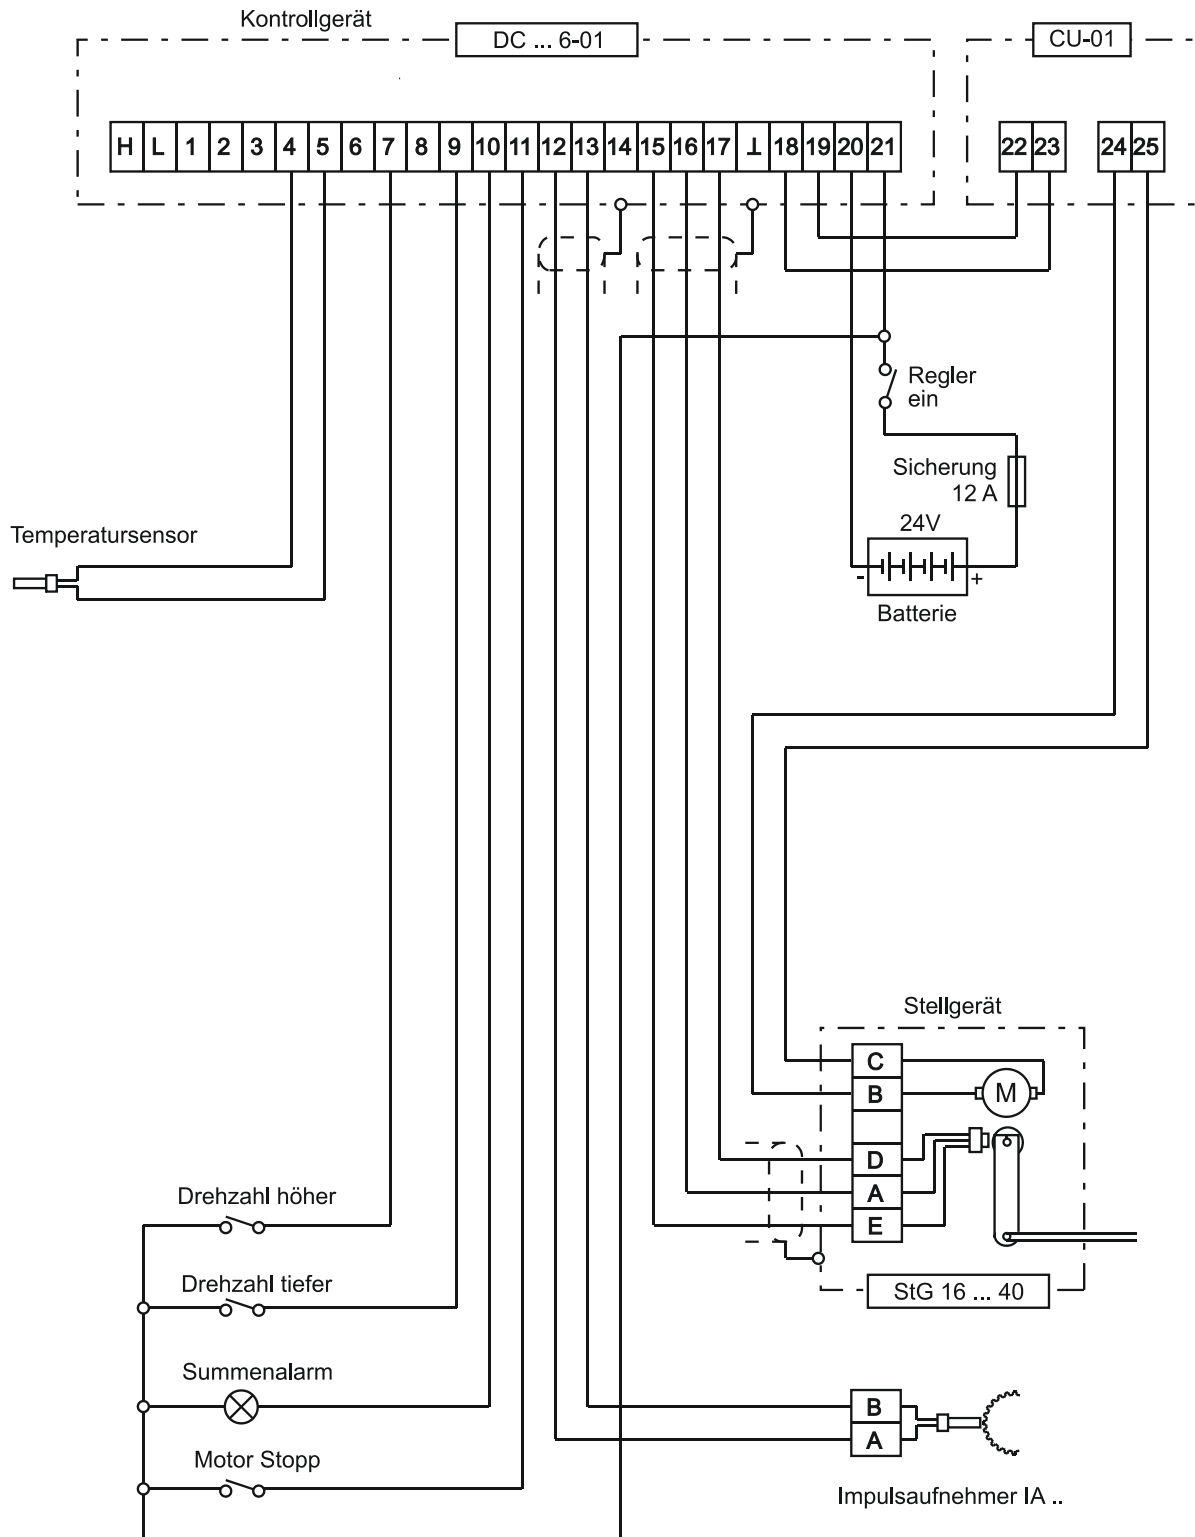 Kontrollgerät
DC ... 6-01
CU-01
H L 1 2 3 4 5 6 7 8 9 10 11 12 13 14 15 16 17 ⊥ 18 19 20 21
22 23
24 25
Regler
ein
Sicherung
12 A
24V
- +
Batterie
Temperatursensor
Stellgerät
C
B
M
D
A
E
StG 16 ... 40
Drehzahl höher
Drehzahl tiefer
Summenalarm
Motor Stopp
B
A
Impulsaufnehmer IA ..